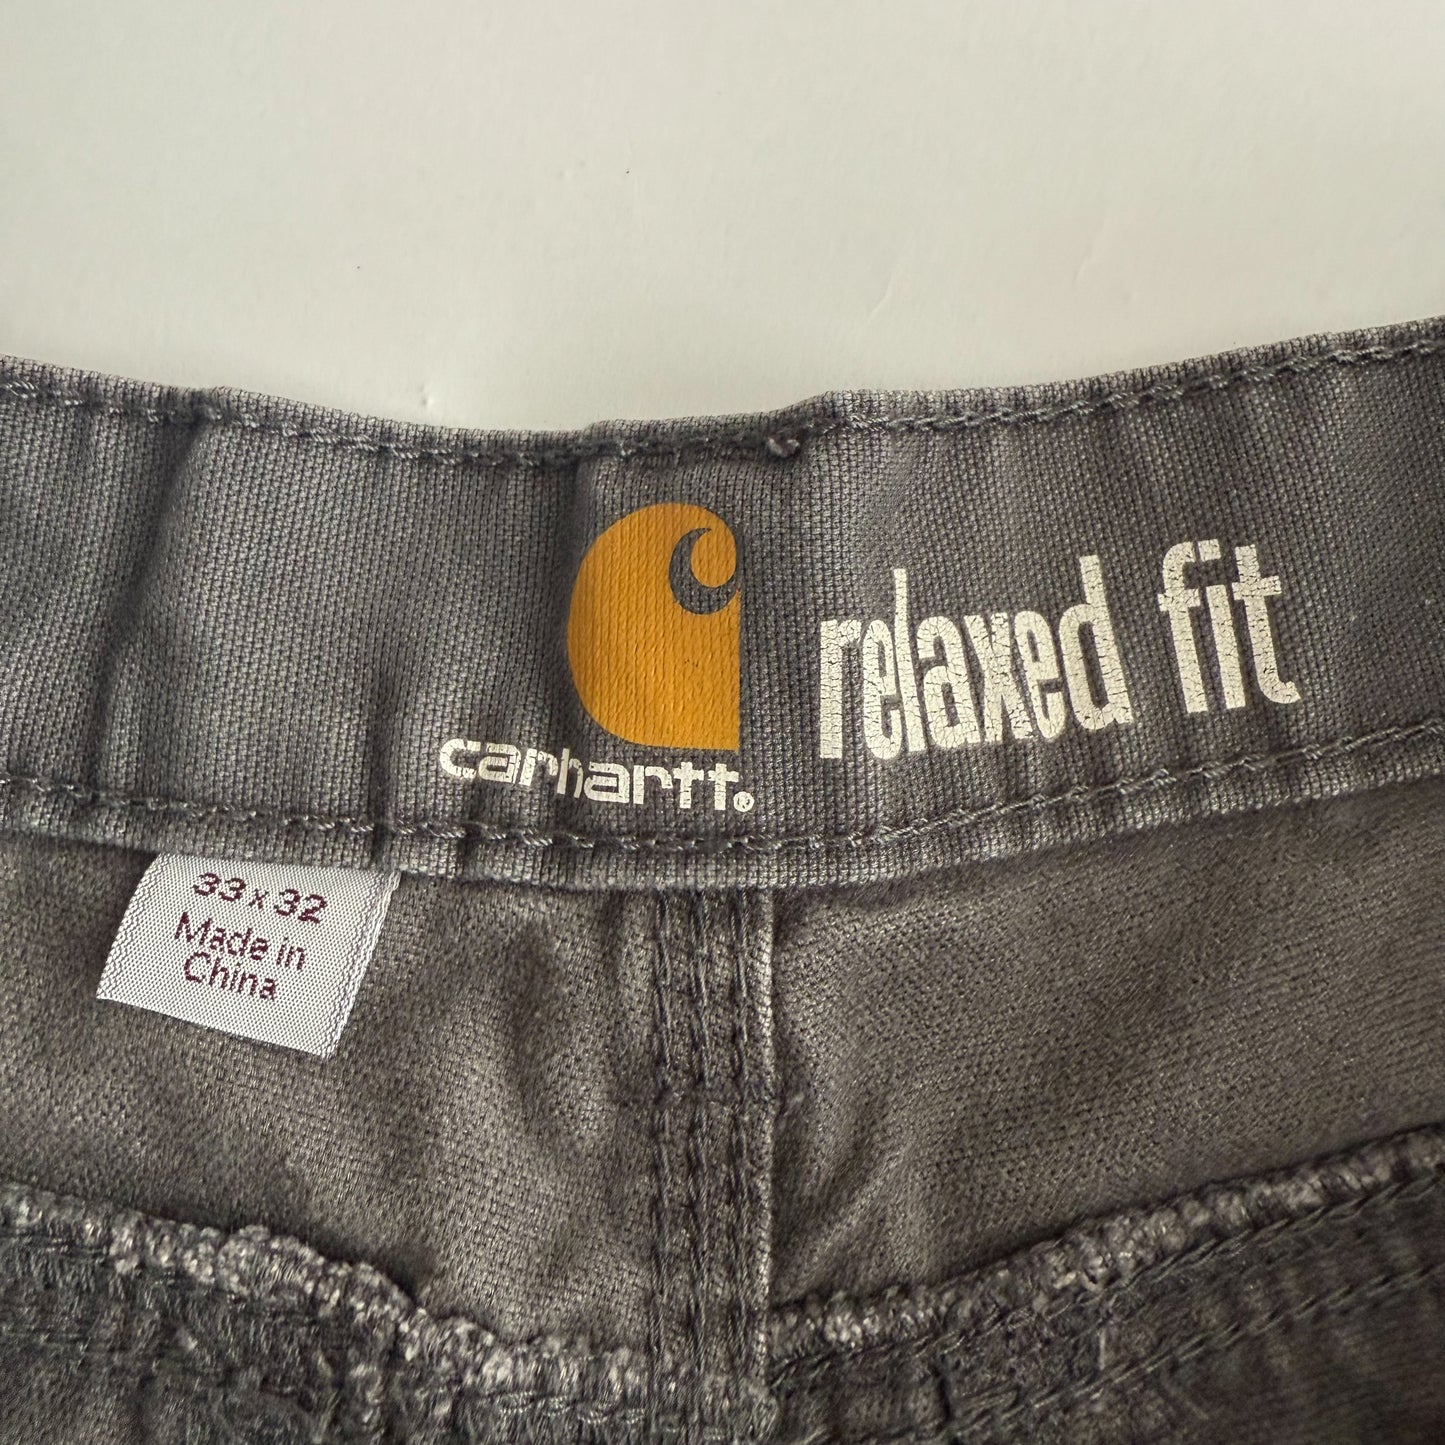 carhartt®
relaxed fit
33 x 32
Made in
China